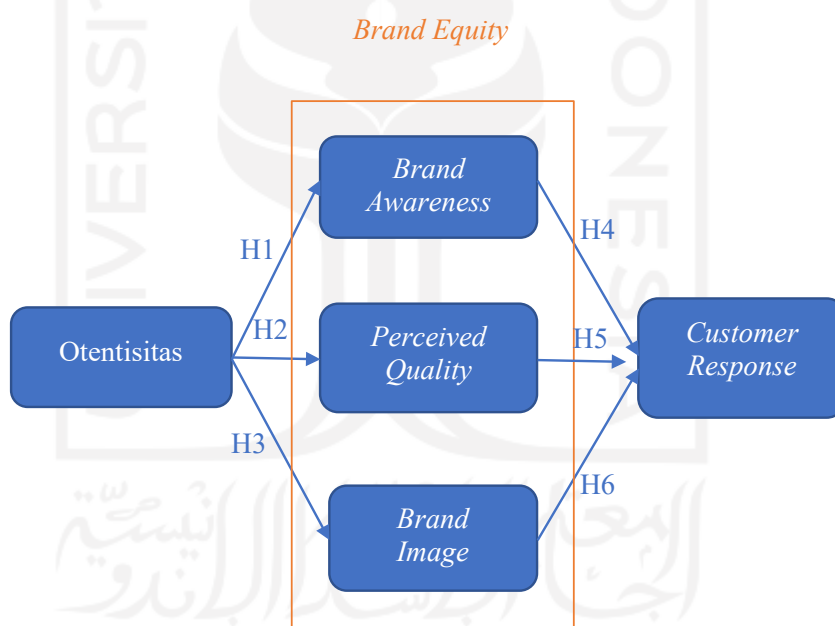 Brand Equity
Brand
Awareness
H1
H4
Otentisitas
H2
Perceived
Quality
H5
Customer
Response
H3
H6
Brand
Image